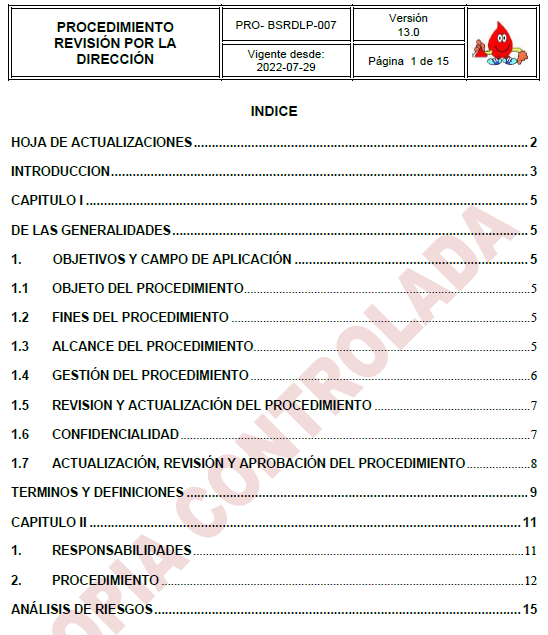 PROCEDIMIENTO
REVISIÓN POR LA
DIRECCIÓN
PRO- BSRDLP-007
Versión
13.0
Vigente desde:
2022-07-29
Página 1 de 15
INDICE
HOJA DE ACTUALIZACIONES 2
INTRODUCCION 3
CAPITULO I 5
DE LAS GENERALIDADES 5
1. OBJETIVOS Y CAMPO DE APLICACIÓN 5
1.1 OBJETO DEL PROCEDIMIENTO 5
1.2 FINES DEL PROCEDIMIENTO 5
1.3 ALCANCE DEL PROCEDIMIENTO 5
1.4 GESTIÓN DEL PROCEDIMIENTO 6
1.5 REVISION Y ACTUALIZACIÓN DEL PROCEDIMIENTO 7
1.6 CONFIDENCIALIDAD 7
1.7 ACTUALIZACIÓN, REVISIÓN Y APROBACIÓN DEL PROCEDIMIENTO 8
TERMINOS Y DEFINICIONES 9
CAPITULO II 11
1. RESPONSABILIDADES 11
2. PROCEDIMIENTO 12
ANÁLISIS DE RIESGOS 15
OPIA CONTROLADA